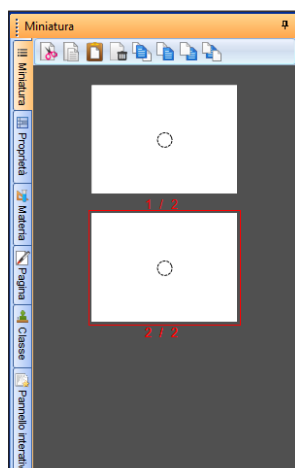 Miniatura
Miniatura
Proprietà
Materia
Pagina
Classe
Pannello interattiv
1 / 2
2 / 2